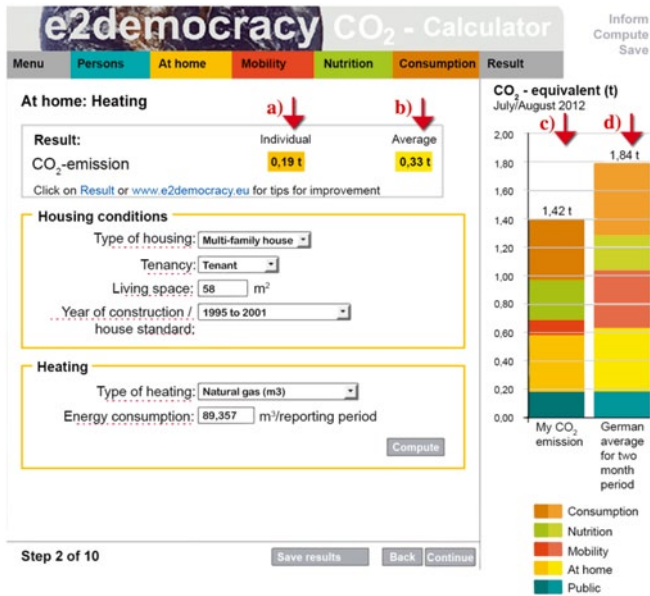 e2democracy CO2 - Calculator
Inform
Compute
Save
Menu Persons At home Mobility Nutrition Consumption Result
At home: Heating
a) b)
Result: Individual Average
CO2-emission 0,19 t 0,33 t
Click on Result or www.e2democracy.eu for tips for improvement
Housing conditions
Type of housing: Multi-family house
Tenancy: Tenant
Living space: 58 m²
Year of construction / 1995 to 2001
house standard:
Heating
Type of heating: Natural gas (m3)
Energy consumption: 89,357 m³/reporting period
Compute
Step 2 of 10 Save results Back Continue
CO2 - equivalent (t)
July/August 2012
c) d)
2,00
1,80
1,60
1,40
1,20
1,00
0,80
0,60
0,40
0,20
0,00
1,84 t
1,42 t
My CO2
emission
German
average
for two
month
period
Consumption
Nutrition
Mobility
At home
Public